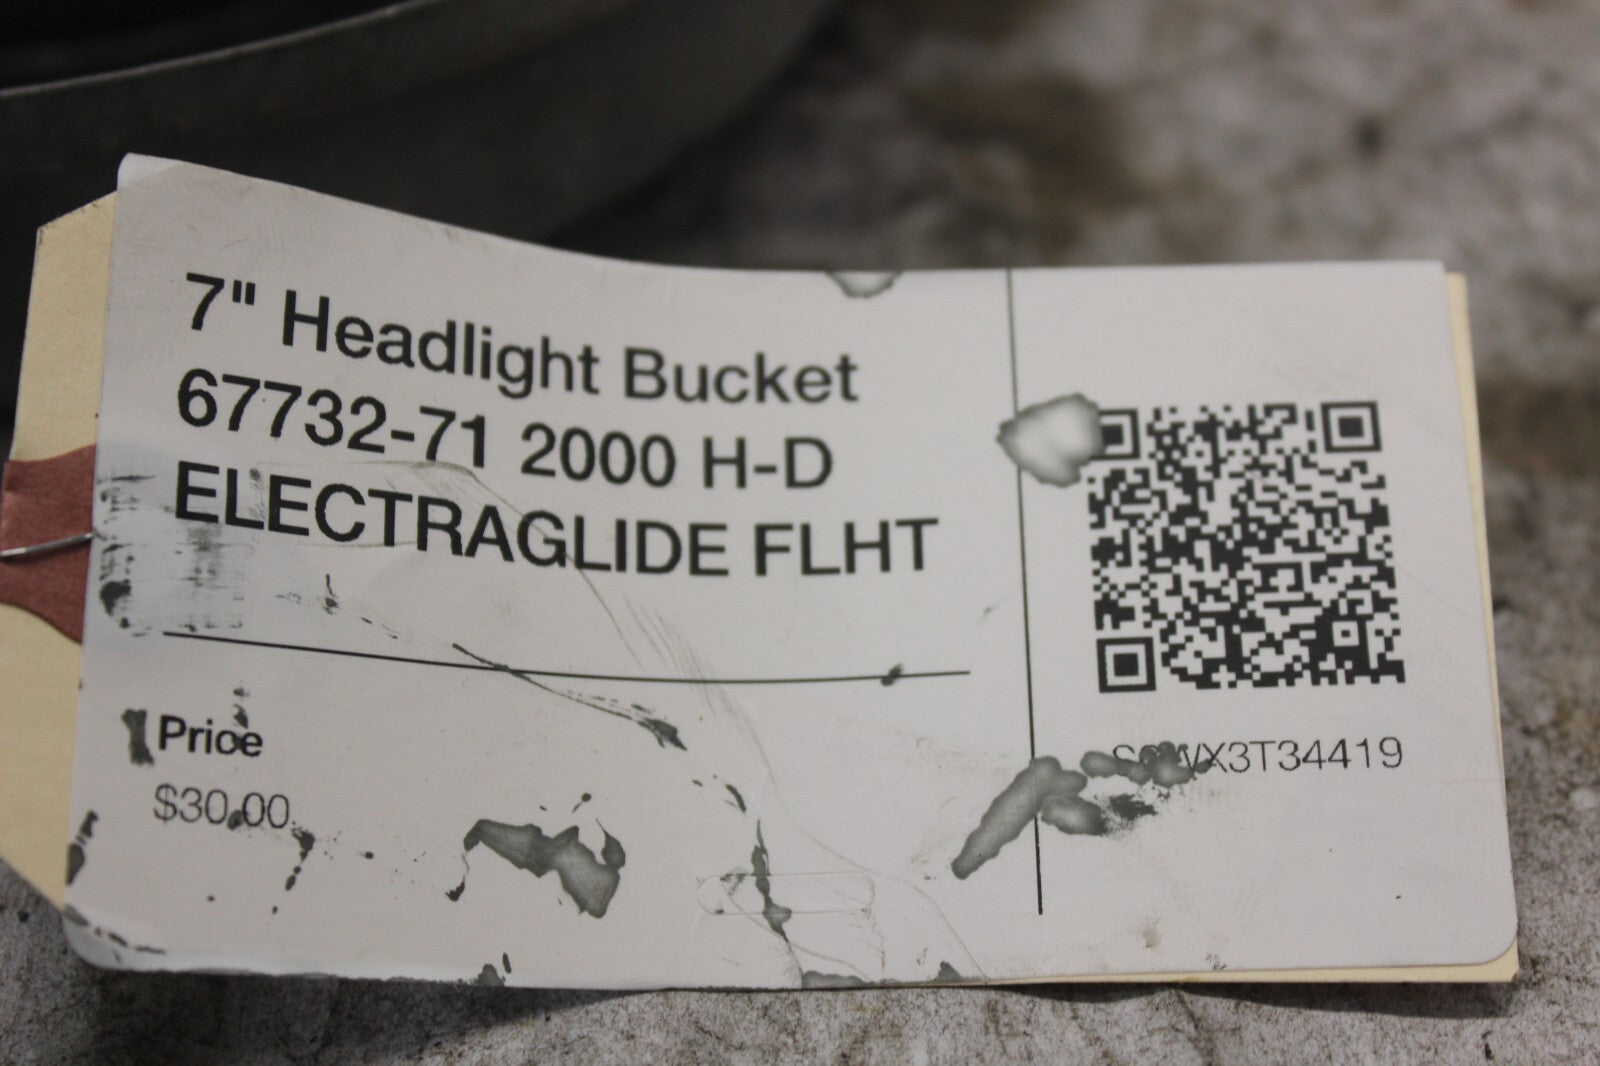 7" Headlight Bucket
67732-71 2000 H-D
ELECTRAGLIDE FLHT
Price
$30.00